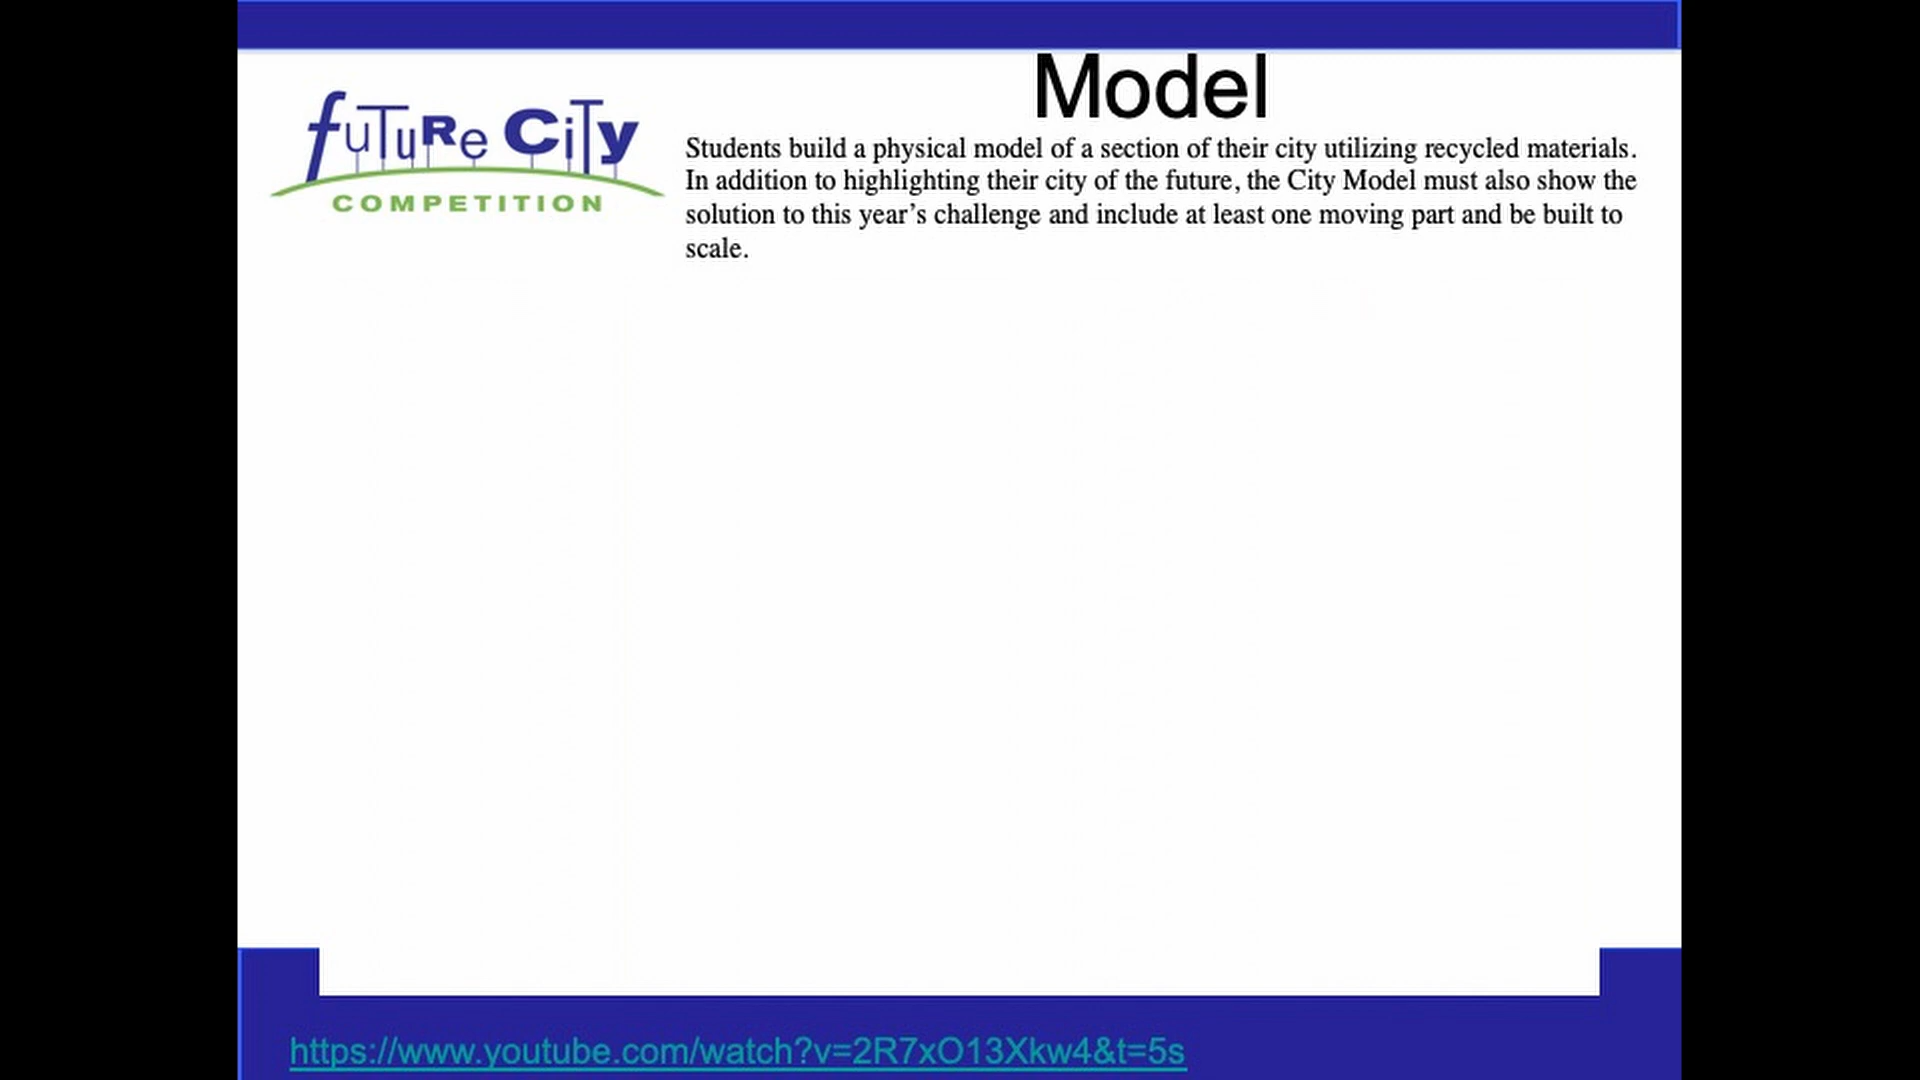 Model
fuTuRe CiTy
COMPETITION
Students build a physical model of a section of their city utilizing recycled materials.
In addition to highlighting their city of the future, the City Model must also show the
solution to this year’s challenge and include at least one moving part and be built to
scale.
https://www.youtube.com/watch?v=2R7xO13Xkw4&t=5s